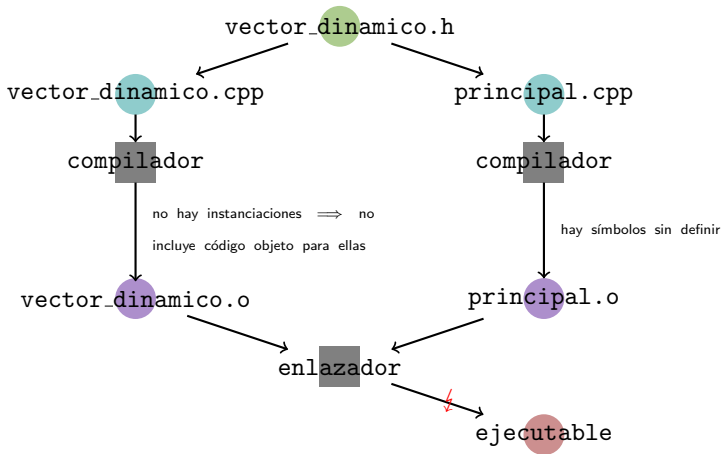 vector_dinamico.h
vector_dinamico.cpp
principal.cpp
compilador
compilador
no hay instanciaciones ⟹ no
incluye código objeto para ellas
hay símbolos sin definir
vector_dinamico.o
principal.o
enlazador
ejecutable